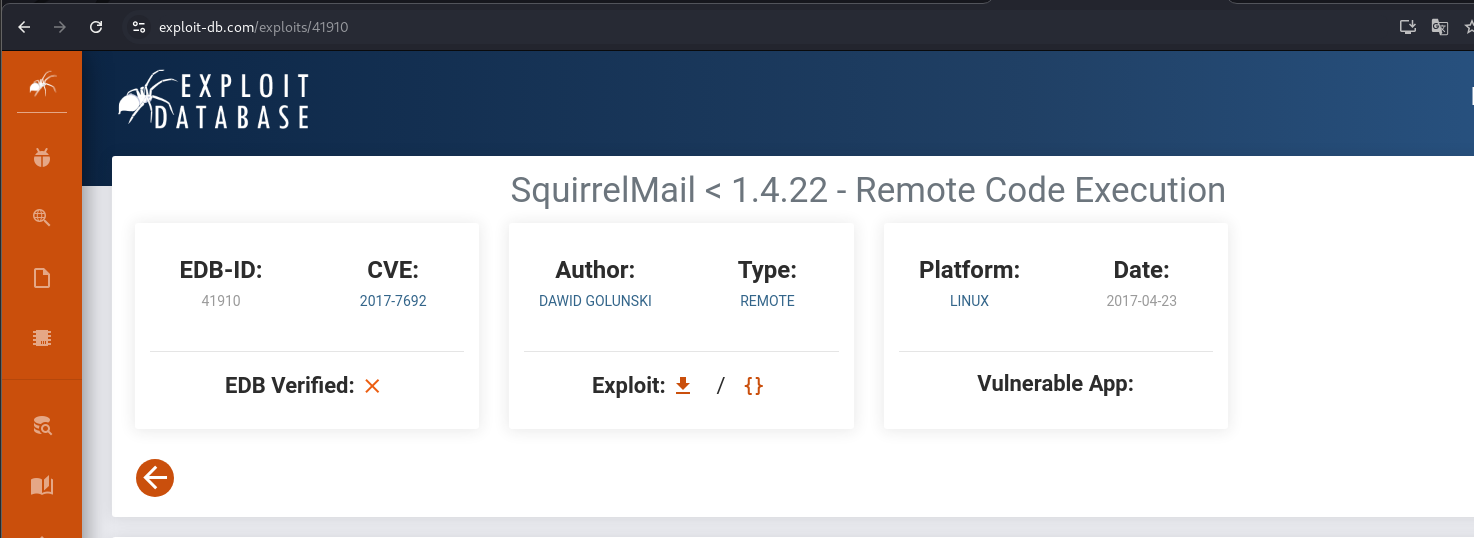 exploit-db.com/exploits/41910
EXPLOIT
DATABASE
SquirrelMail < 1.4.22 - Remote Code Execution
EDB-ID:
41910
CVE:
2017-7692
Author:
DAWID GOLUNSKI
Type:
REMOTE
Platform:
LINUX
Date:
2017-04-23
EDB Verified:
Exploit: / {}
Vulnerable App: